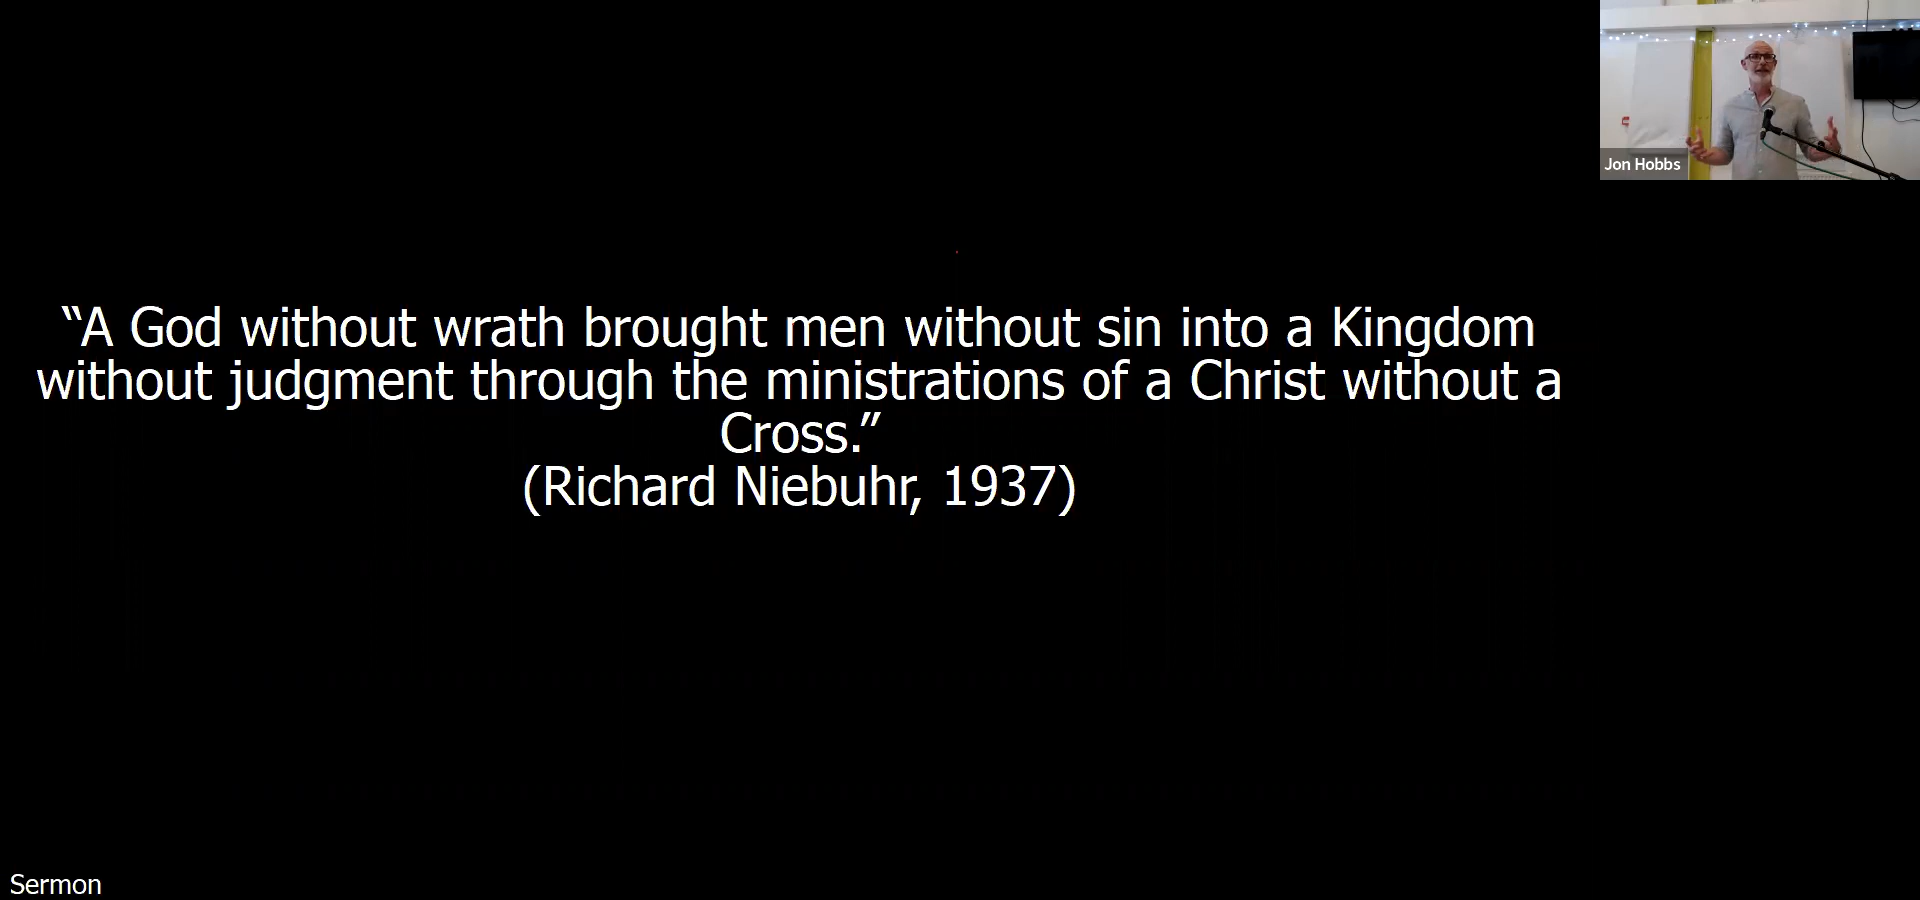 “A God without wrath brought men without sin into a Kingdom
without judgment through the ministrations of a Christ without a
Cross.”
(Richard Niebuhr, 1937)
Jon Hobbs
Sermon